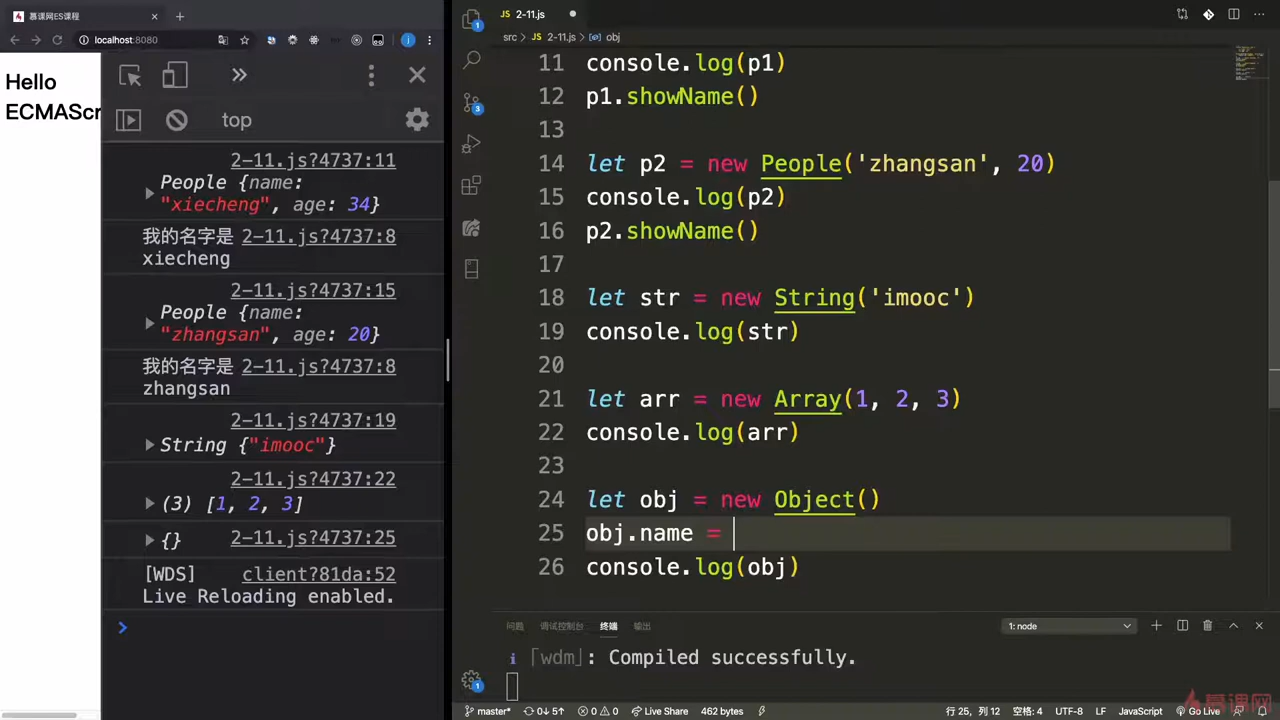 慕课网ES课程
localhost:8080
Hello
ECMAScr
top
2-11.js?4737:11
People {name:
"xiecheng", age: 34}
我的名字是 2-11.js?4737:8
xiecheng
2-11.js?4737:15
People {name:
"zhangsan", age: 20}
我的名字是 2-11.js?4737:8
zhangsan
2-11.js?4737:19
String {"imooc"}
2-11.js?4737:22
(3) [1, 2, 3]
{} 2-11.js?4737:25
[WDS] client?81da:52
Live Reloading enabled.
JS 2-11.js
src > JS 2-11.js > obj
11 console.log(p1)
12 p1.showName()
13
14 let p2 = new People('zhangsan', 20)
15 console.log(p2)
16 p2.showName()
17
18 let str = new String('imooc')
19 console.log(str)
20
21 let arr = new Array(1, 2, 3)
22 console.log(arr)
23
24 let obj = new Object()
25 obj.name =
26 console.log(obj)
问题 调试控制台 终端 输出 1: node
i ｢wdm｣: Compiled successfully.
master* 0↓ 5↑ 0 0 Live Share 462 bytes 行 25, 列 12 空格: 4 UTF-8 LF JavaScript Go Live
慕课网